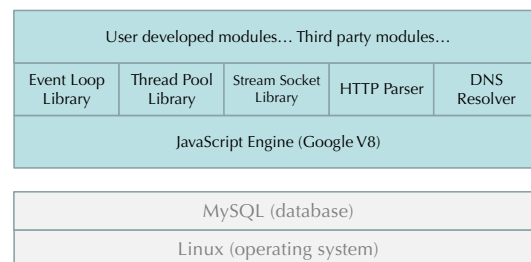 User developed modules… Third party modules…
Event Loop
Library
Thread Pool
Library
Stream Socket
Library
HTTP Parser
DNS
Resolver
JavaScript Engine (Google V8)
MySQL (database)
Linux (operating system)